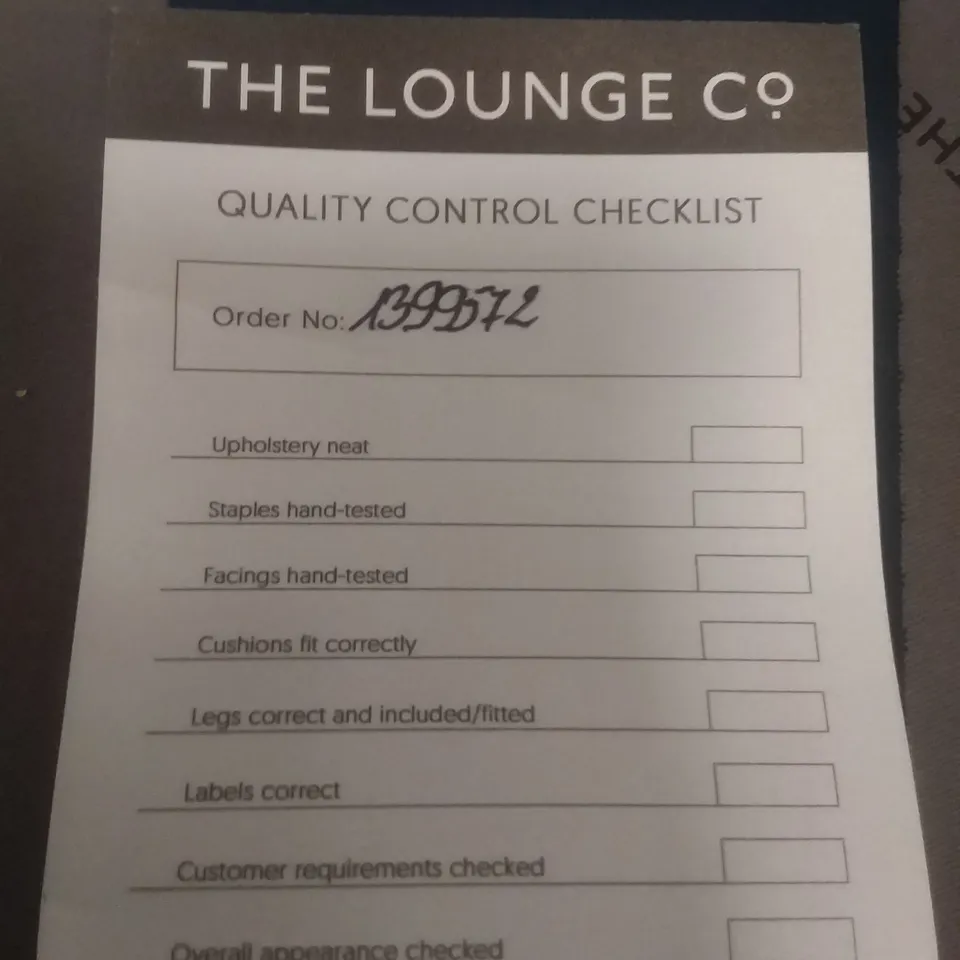 THE LOUNGE Co
QUALITY CONTROL CHECKLIST
Order No: 1399572
Upholstery neat
Staples hand-tested
Facings hand-tested
Cushions fit correctly
Legs correct and included/fitted
Labels correct
Customer requirements checked
Overall appearance checked
THE